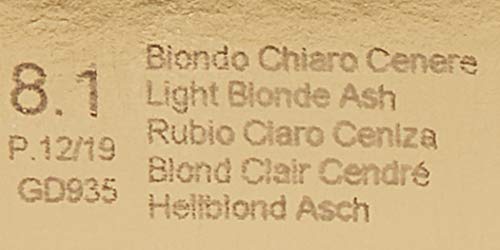 8.1
P.12/19
GD935
Biondo Chiaro Cenere
Light Blonde Ash
Rubio Claro Ceniza
Blond Clair Cendré
Hellblond Asch